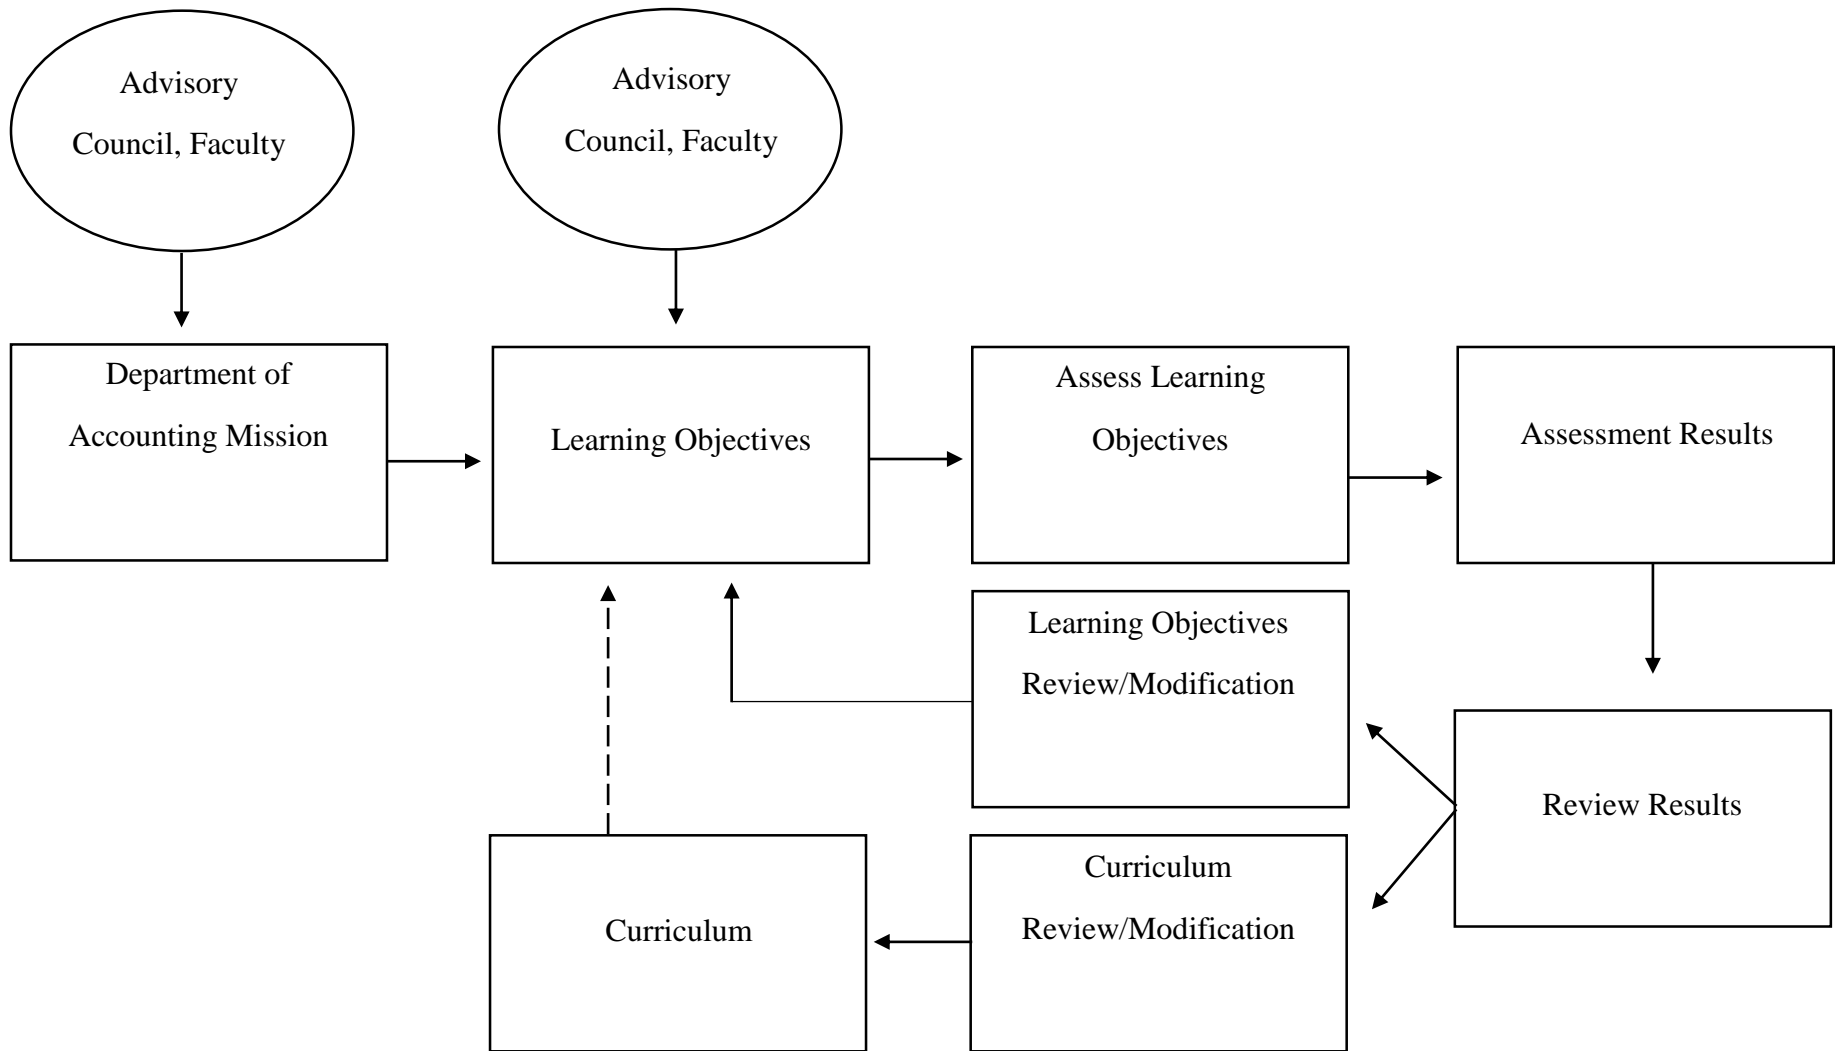 Advisory
Council, Faculty
Advisory
Council, Faculty
Department of
Accounting Mission
Learning Objectives
Assess Learning
Objectives
Assessment Results
Learning Objectives
Review/Modification
Review Results
Curriculum
Curriculum
Review/Modification